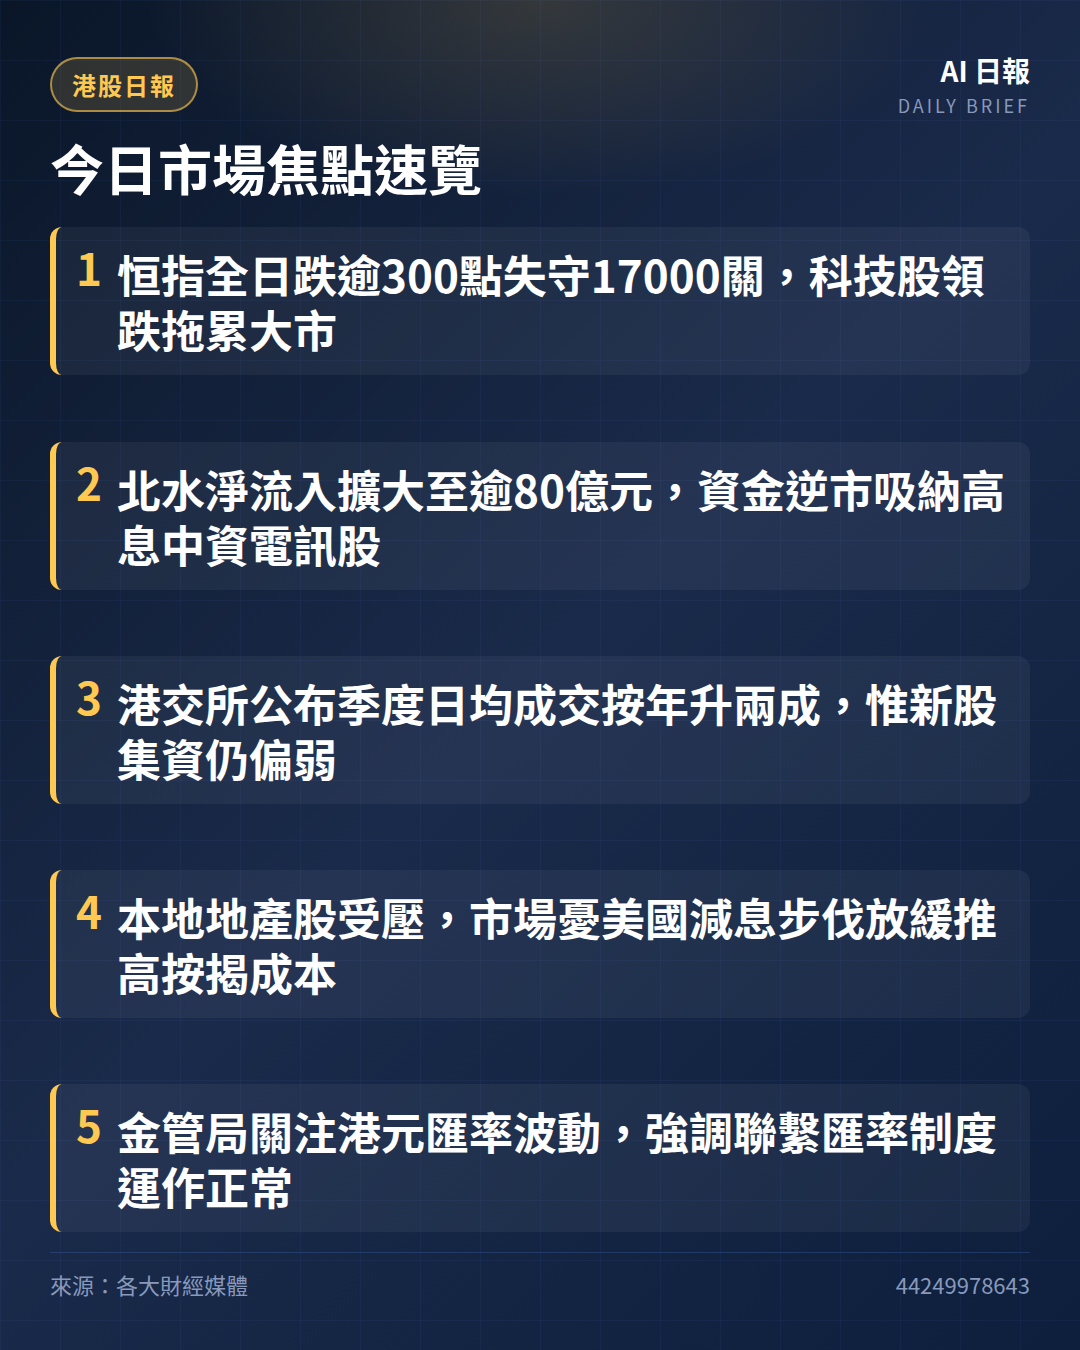 港股日報
AI 日報
DAILY BRIEF
今日市場焦點速覽
1 恒指全日跌逾300點失守17000關，科技股領
跌拖累大市
2 北水淨流入擴大至逾80億元，資金逆市吸納高
息中資電訊股
3 港交所公布季度日均成交按年升兩成，惟新股
集資仍偏弱
4 本地地產股受壓，市場憂美國減息步伐放緩推
高按揭成本
5 金管局關注港元匯率波動，強調聯繫匯率制度
運作正常
來源：各大財經媒體
44249978643